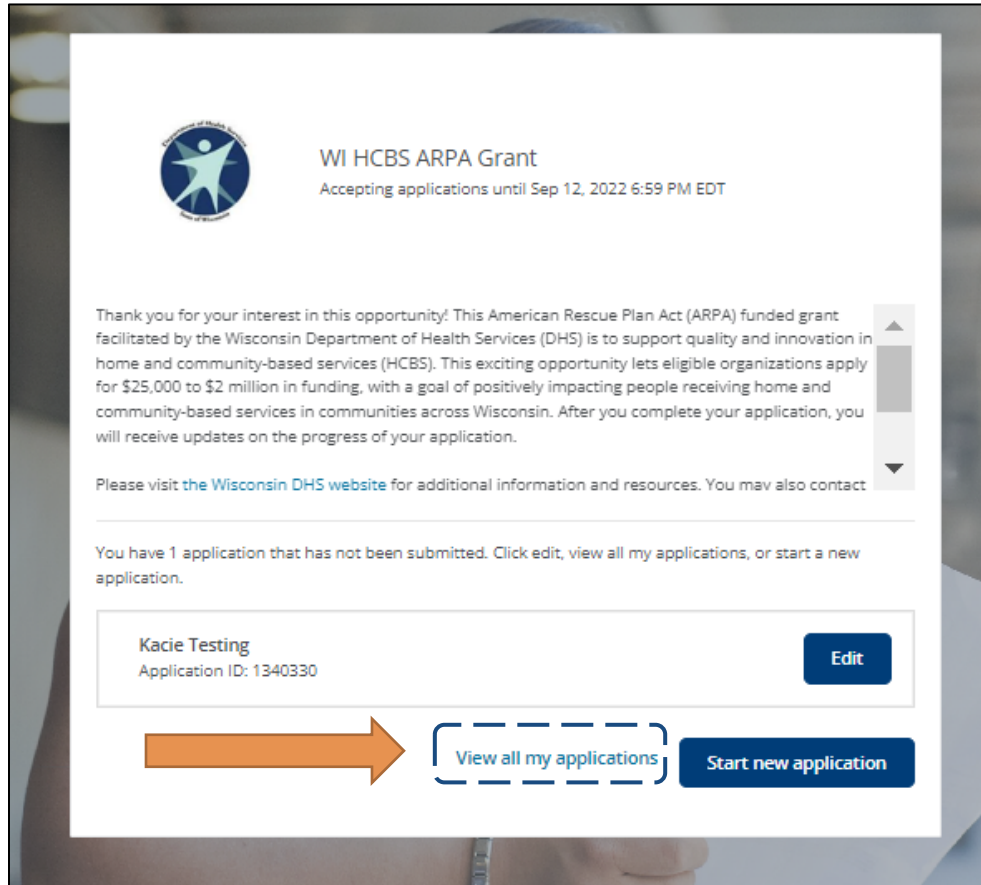 Department of Health Services
State of Wisconsin
WI HCBS ARPA Grant
Accepting applications until Sep 12, 2022 6:59 PM EDT
Thank you for your interest in this opportunity! This American Rescue Plan Act (ARPA) funded grant
facilitated by the Wisconsin Department of Health Services (DHS) is to support quality and innovation in
home and community-based services (HCBS). This exciting opportunity lets eligible organizations apply
for $25,000 to $2 million in funding, with a goal of positively impacting people receiving home and
community-based services in communities across Wisconsin. After you complete your application, you
will receive updates on the progress of your application.
Please visit the Wisconsin DHS website for additional information and resources. You may also contact
You have 1 application that has not been submitted. Click edit, view all my applications, or start a new
application.
Kacie Testing
Application ID: 1340330
Edit
View all my applications
Start new application